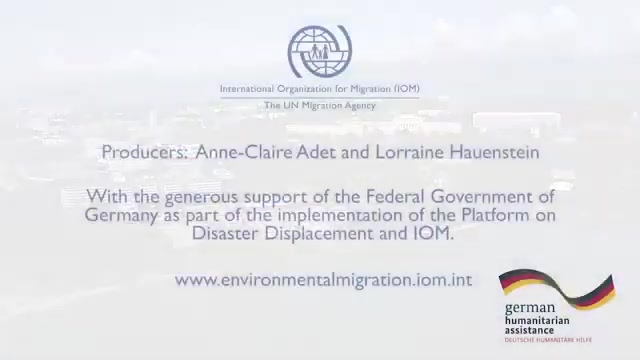 International Organization for Migration (IOM)
The UN Migration Agency
Producers: Anne-Claire Adet and Lorraine Hauenstein
With the generous support of the Federal Government of
Germany as part of the implementation of the Platform on
Disaster Displacement and IOM.
www.environmentalmigration.iom.int
german
humanitarian
assistance
DEUTSCHE HUMANITÄRE HILFE